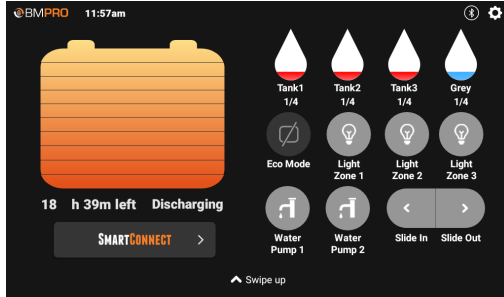 BMPRO 11:57am
Tank1 Tank2 Tank3 Grey
1/4 1/4 1/4 1/4
Eco Mode Light Zone 1 Light Zone 2 Light Zone 3
18 h 39m left Discharging
SMARTCONNECT >
Water Pump 1 Water Pump 2 < Slide In > Slide Out
Swipe up